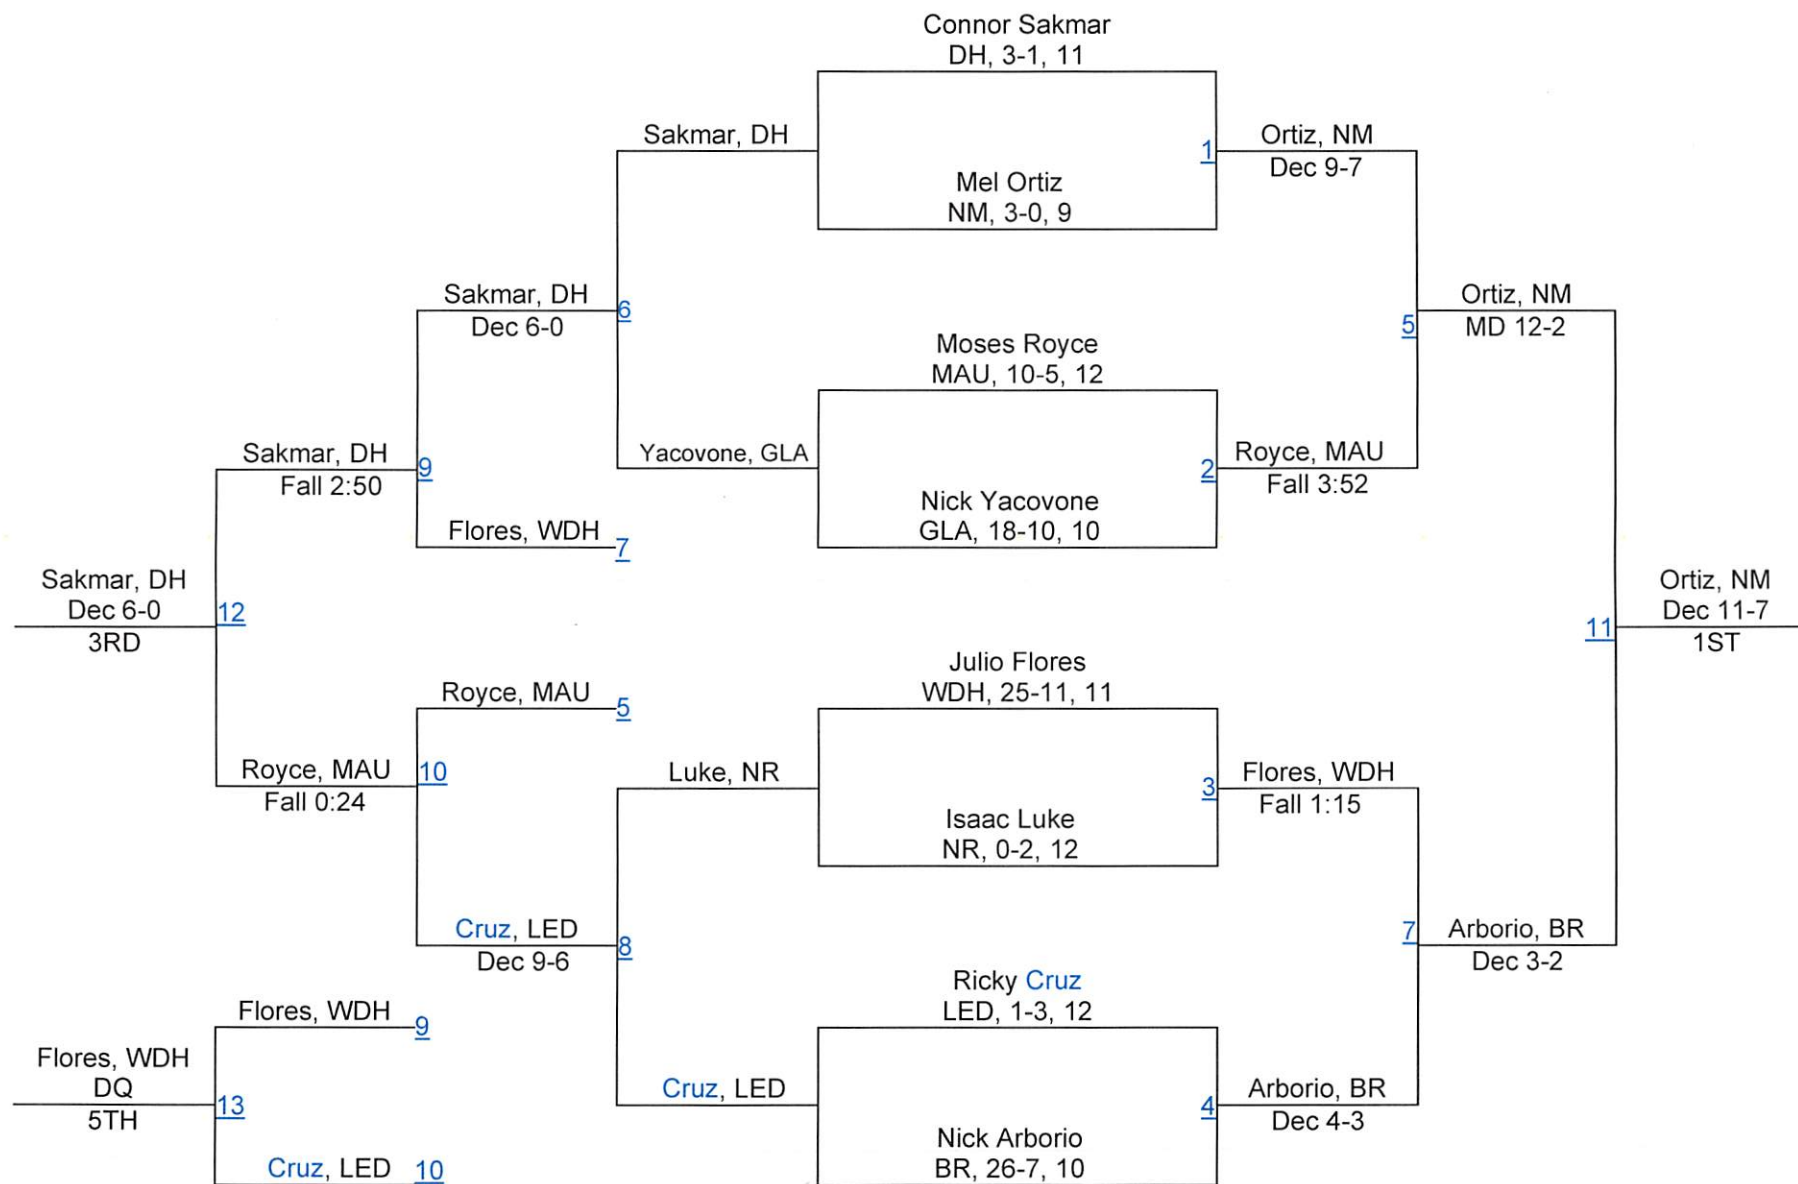 Connor Sakmar
DH, 3-1, 11
Sakmar, DH
1
Ortiz, NM
Dec 9-7
Mel Ortiz
NM, 3-0, 9
Sakmar, DH
Dec 6-0
6
Ortiz, NM
MD 12-2
5
Moses Royce
MAU, 10-5, 12
Sakmar, DH
Fall 2:50
9
Yacovone, GLA
2
Royce, MAU
Fall 3:52
Nick Yacovone
GLA, 18-10, 10
Flores, WDH
7
Sakmar, DH
Dec 6-0
3RD
12
11
Ortiz, NM
Dec 11-7
1ST
Julio Flores
WDH, 25-11, 11
Royce, MAU
5
Royce, MAU
Fall 0:24
10
Luke, NR
3
Flores, WDH
Fall 1:15
Isaac Luke
NR, 0-2, 12
Cruz, LED
Dec 9-6
8
7
Arborio, BR
Dec 3-2
Ricky Cruz
LED, 1-3, 12
Flores, WDH
9
Flores, WDH
DQ
5TH
13
Cruz, LED
4
Arborio, BR
Dec 4-3
Nick Arborio
BR, 26-7, 10
Cruz, LED
10